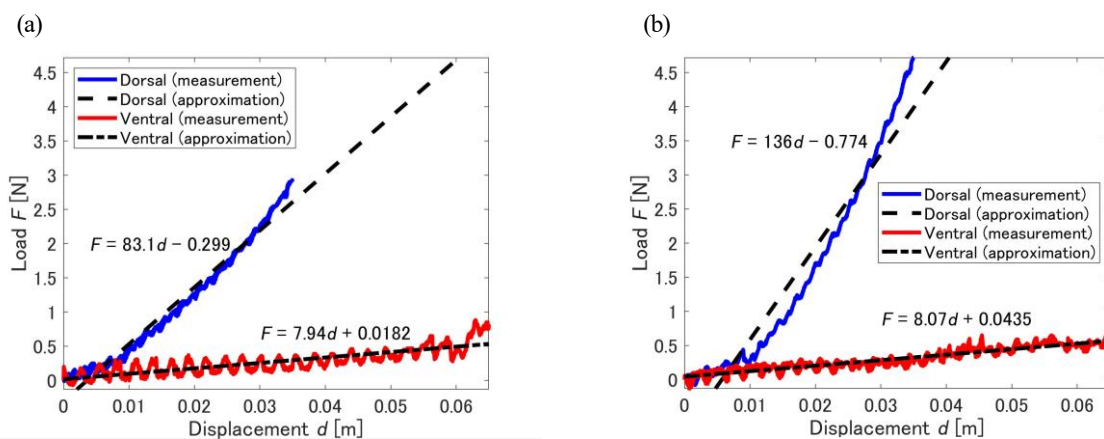 (a)
4.5
4
3.5
3
2.5
2
1.5
1
0.5
0
Load F [N]
Dorsal (measurement)
Dorsal (approximation)
Ventral (measurement)
Ventral (approximation)
F = 83.1d − 0.299
F = 7.94d + 0.0182
0 0.01 0.02 0.03 0.04 0.05 0.06
Displacement d [m]
(b)
4.5
4
3.5
3
2.5
2
1.5
1
0.5
0
Load F [N]
F = 136d − 0.774
Dorsal (measurement)
Dorsal (approximation)
Ventral (measurement)
Ventral (approximation)
F = 8.07d + 0.0435
0 0.01 0.02 0.03 0.04 0.05 0.06
Displacement d [m]